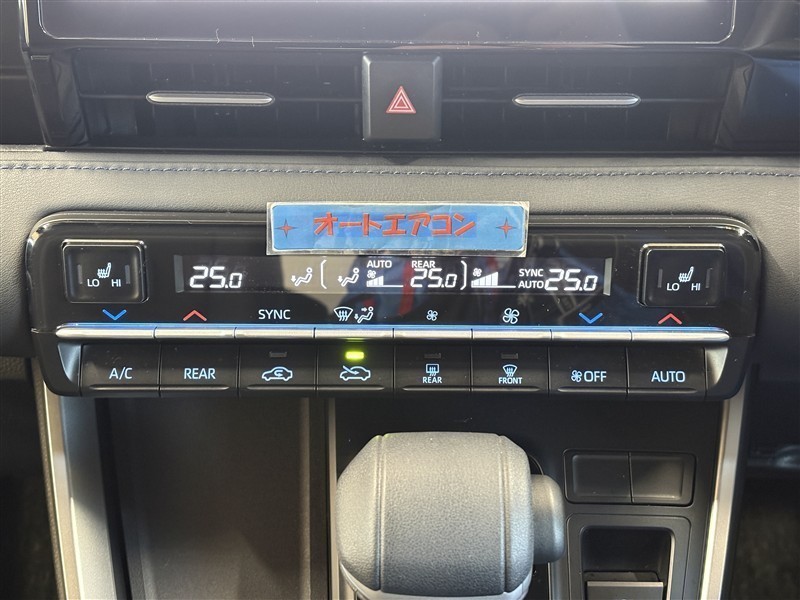 オートエアコン
LO HI
25.0
AUTO
REAR
25.0
SYNC
AUTO 25.0
LO HI
SYNC
A/C
REAR
REAR
FRONT
OFF
AUTO